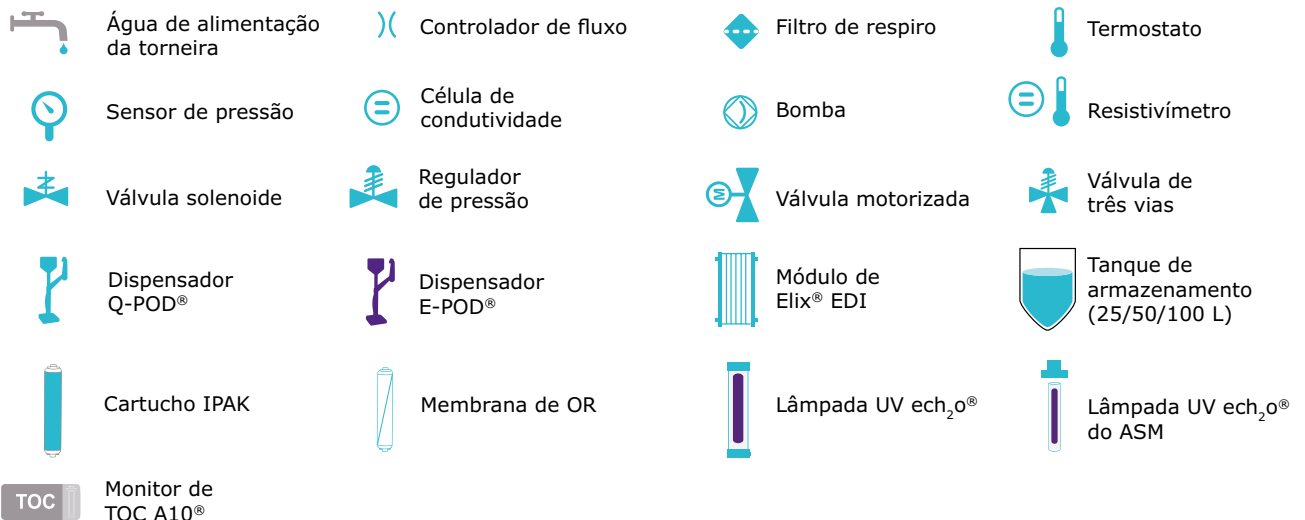 Água de alimentação
da torneira
Controlador de fluxo
Filtro de respiro
Termostato
Sensor de pressão
Célula de
condutividade
Bomba
Resistivímetro
Válvula solenoide
Regulador
de pressão
M
Válvula motorizada
Válvula de
três vias
Dispensador
Q-POD®
Dispensador
E-POD®
Módulo de
Elix® EDI
Tanque de
armazenamento
(25/50/100 L)
Cartucho IPAK
Membrana de OR
Lâmpada UV ech₂o®
Lâmpada UV ech₂o®
do ASM
TOC
Monitor de
TOC A10®